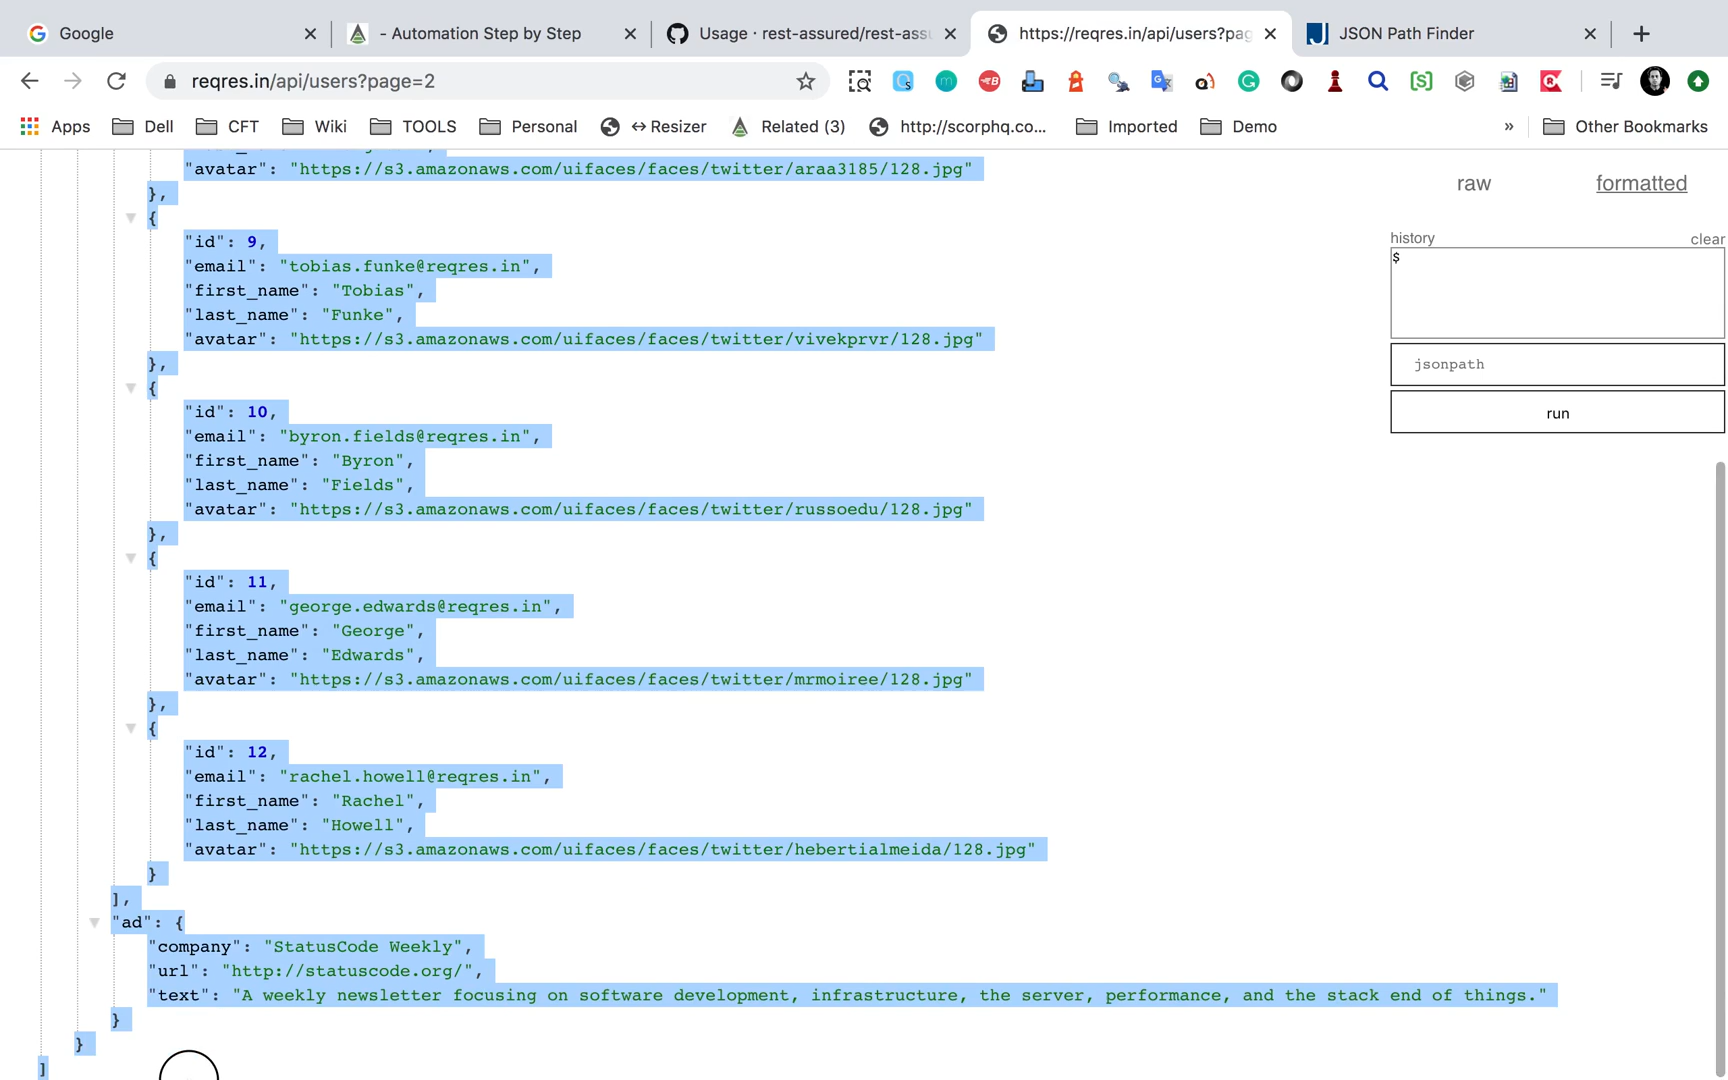 Google
- Automation Step by Step
Usage · rest-assured/rest-assu
https://reqres.in/api/users?pag
JSON Path Finder
reqres.in/api/users?page=2
Apps
Dell
CFT
Wiki
TOOLS
Personal
↔Resizer
Related (3)
http://scorphq.co...
Imported
Demo
»
Other Bookmarks
"avatar": "https://s3.amazonaws.com/uifaces/faces/twitter/araa3185/128.jpg"
},
{
"id": 9,
"email": "tobias.funke@reqres.in",
"first_name": "Tobias",
"last_name": "Funke",
"avatar": "https://s3.amazonaws.com/uifaces/faces/twitter/vivekprvr/128.jpg"
},
{
"id": 10,
"email": "byron.fields@reqres.in",
"first_name": "Byron",
"last_name": "Fields",
"avatar": "https://s3.amazonaws.com/uifaces/faces/twitter/russoedu/128.jpg"
},
{
"id": 11,
"email": "george.edwards@reqres.in",
"first_name": "George",
"last_name": "Edwards",
"avatar": "https://s3.amazonaws.com/uifaces/faces/twitter/mrmoiree/128.jpg"
},
{
"id": 12,
"email": "rachel.howell@reqres.in",
"first_name": "Rachel",
"last_name": "Howell",
"avatar": "https://s3.amazonaws.com/uifaces/faces/twitter/hebertialmeida/128.jpg"
}
],
"ad": {
"company": "StatusCode Weekly",
"url": "http://statuscode.org/",
"text": "A weekly newsletter focusing on software development, infrastructure, the server, performance, and the stack end of things."
}
}
]
raw
formatted
history
clear
$
jsonpath
run